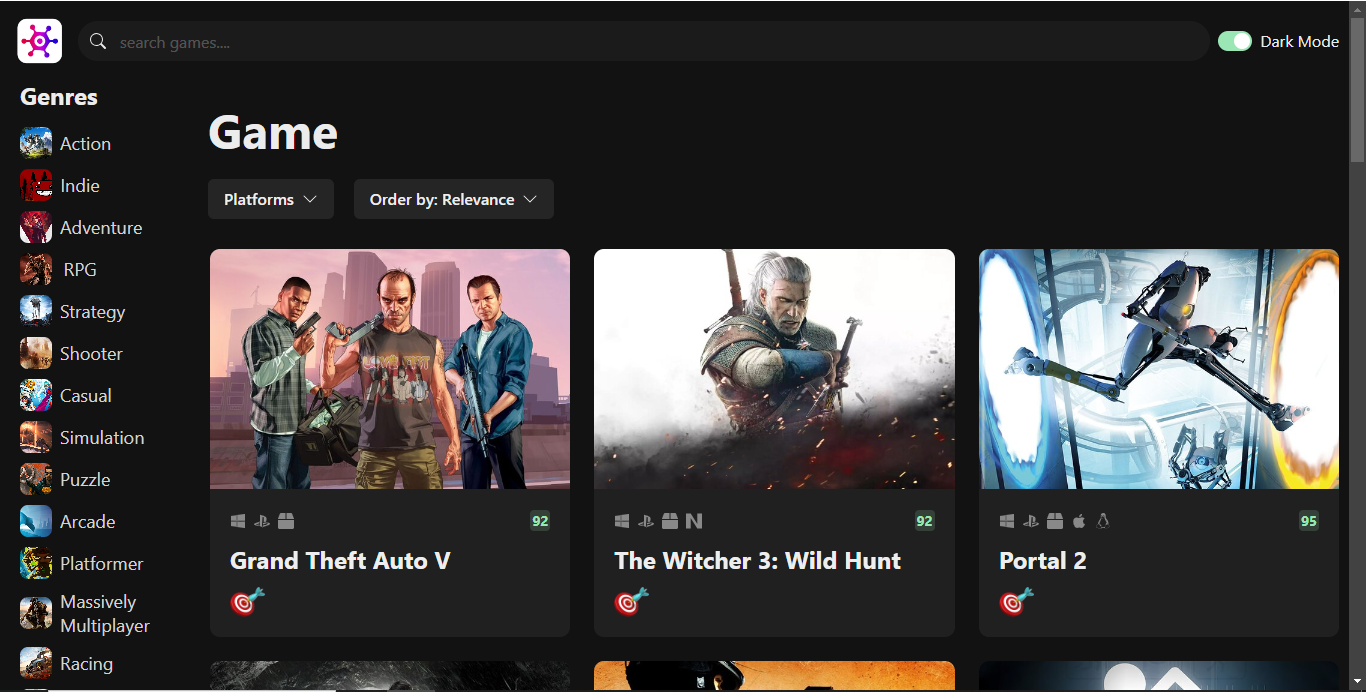 search games....
Dark Mode
Genres
Action
Indie
Adventure
RPG
Strategy
Shooter
Casual
Simulation
Puzzle
Arcade
Platformer
Massively
Multiplayer
Racing
Game
Platforms
Order by: Relevance
92
Grand Theft Auto V
92
The Witcher 3: Wild Hunt
95
Portal 2